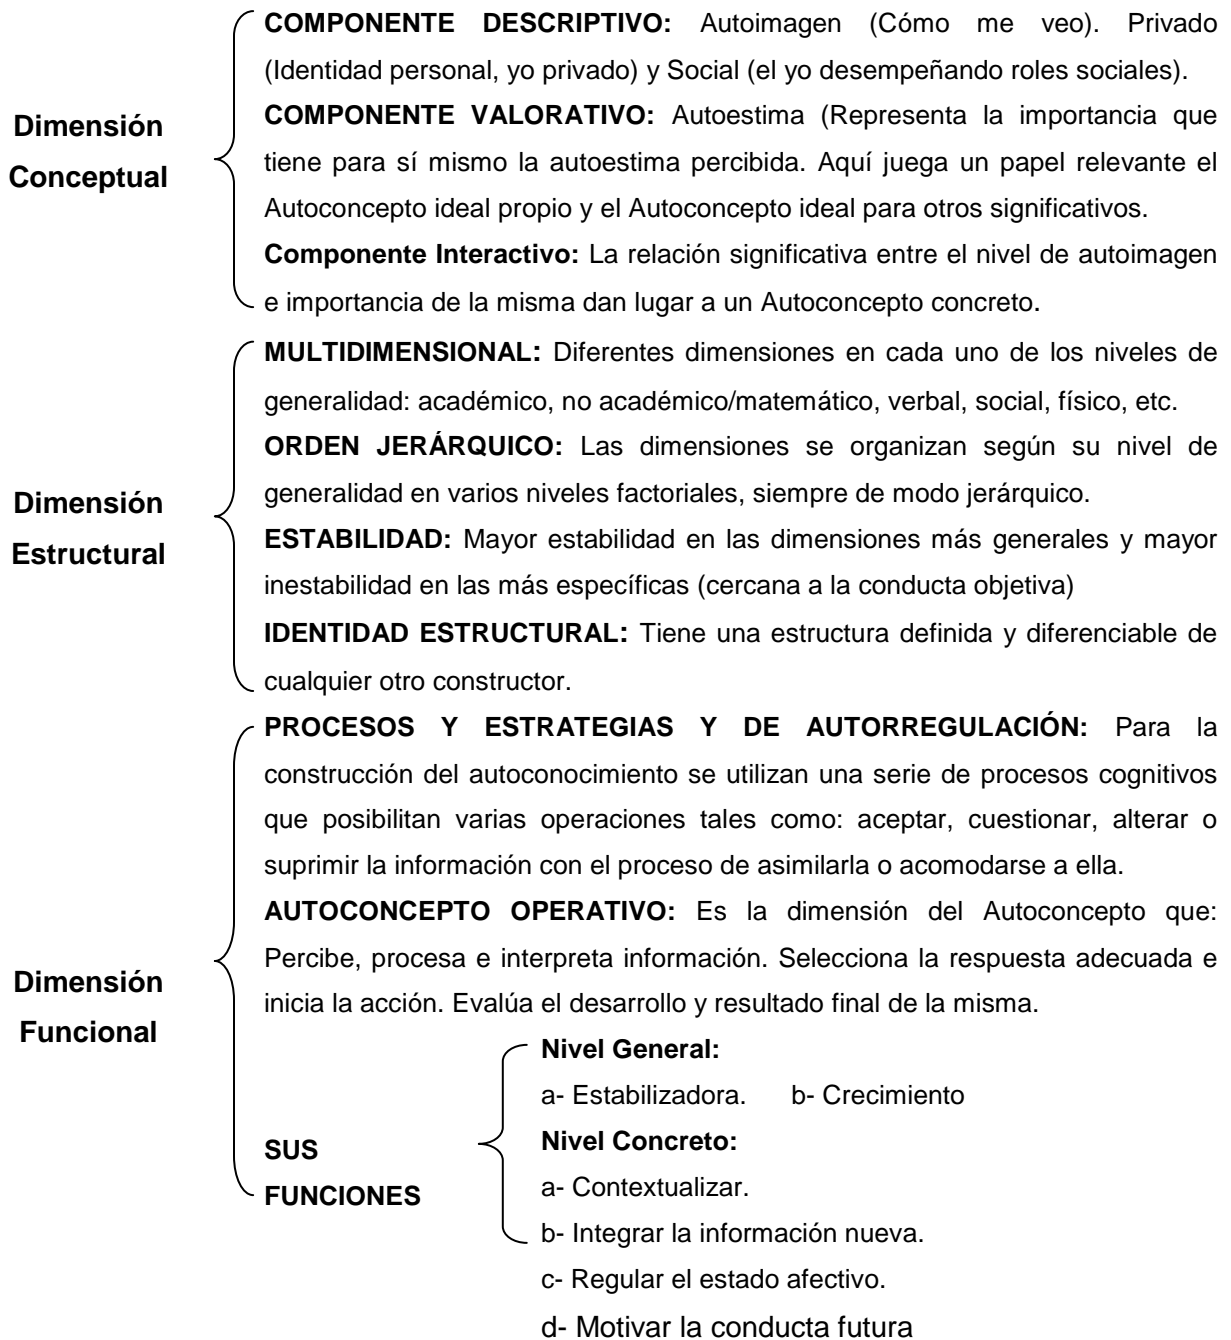 Dimensión
Conceptual
COMPONENTE DESCRIPTIVO: Autoimagen (Cómo me veo). Privado
(Identidad personal, yo privado) y Social (el yo desempeñando roles sociales).
COMPONENTE VALORATIVO: Autoestima (Representa la importancia que
tiene para sí mismo la autoestima percibida. Aquí juega un papel relevante el
Autoconcepto ideal propio y el Autoconcepto ideal para otros significativos.
Componente Interactivo: La relación significativa entre el nivel de autoimagen
e importancia de la misma dan lugar a un Autoconcepto concreto.
Dimensión
Estructural
MULTIDIMENSIONAL: Diferentes dimensiones en cada uno de los niveles de
generalidad: académico, no académico/matemático, verbal, social, físico, etc.
ORDEN JERÁRQUICO: Las dimensiones se organizan según su nivel de
generalidad en varios niveles factoriales, siempre de modo jerárquico.
ESTABILIDAD: Mayor estabilidad en las dimensiones más generales y mayor
inestabilidad en las más específicas (cercana a la conducta objetiva)
IDENTIDAD ESTRUCTURAL: Tiene una estructura definida y diferenciable de
cualquier otro constructor.
Dimensión
Funcional
PROCESOS Y ESTRATEGIAS Y DE AUTORREGULACIÓN: Para la
construcción del autoconocimiento se utilizan una serie de procesos cognitivos
que posibilitan varias operaciones tales como: aceptar, cuestionar, alterar o
suprimir la información con el proceso de asimilarla o acomodarse a ella.
AUTOCONCEPTO OPERATIVO: Es la dimensión del Autoconcepto que:
Percibe, procesa e interpreta información. Selecciona la respuesta adecuada e
inicia la acción. Evalúa el desarrollo y resultado final de la misma.
SUS
FUNCIONES
Nivel General:
a- Estabilizadora. b- Crecimiento
Nivel Concreto:
a- Contextualizar.
b- Integrar la información nueva.
c- Regular el estado afectivo.
d- Motivar la conducta futura